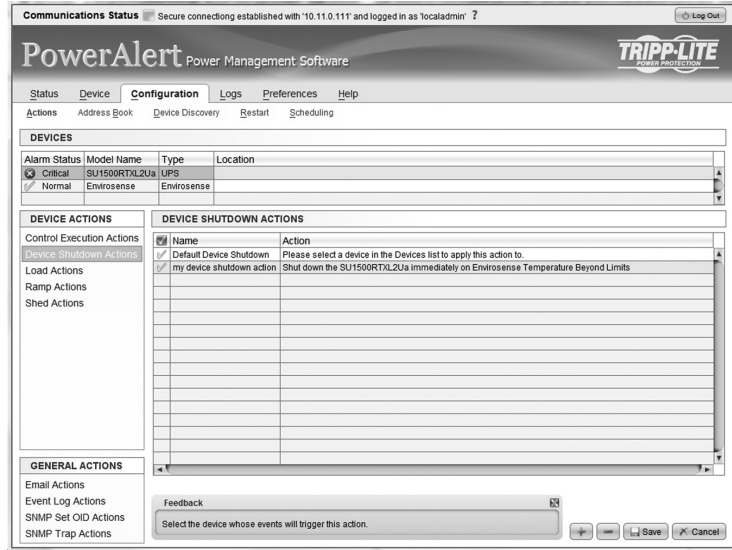 Communications Status Secure connectiong established with '10.11.0.111' and logged in as 'localadmin' ? Log Out
PowerAlert Power Management Software
TRIPP·LITE
POWER PROTECTION
Status Device Configuration Logs Preferences Help
Actions Address Book Device Discovery Restart Scheduling
DEVICES
Alarm Status Model Name Type Location
Critical SU1500RTXL2Ua UPS
Normal Envirosense Envirosense
DEVICE ACTIONS
Control Execution Actions
Device Shutdown Actions
Load Actions
Ramp Actions
Shed Actions
DEVICE SHUTDOWN ACTIONS
Name Action
Default Device Shutdown Please select a device in the Devices list to apply this action to.
my device shutdown action Shut down the SU1500RTXL2Ua immediately on Envirosense Temperature Beyond Limits
GENERAL ACTIONS
Email Actions
Event Log Actions
SNMP Set OID Actions
SNMP Trap Actions
Feedback
Select the device whose events will trigger this action.
Save Cancel